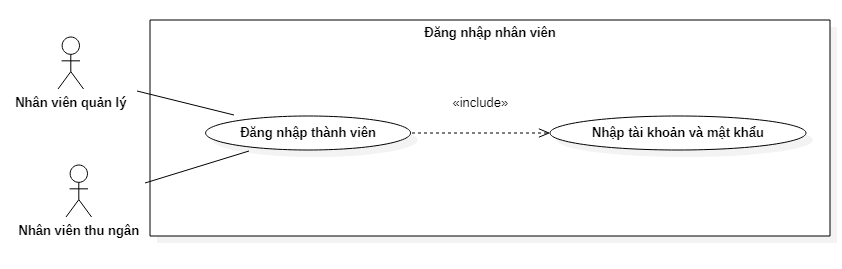 Đăng nhập nhân viên
Nhân viên quản lý
«include»
Đăng nhập thành viên
Nhập tài khoản và mật khẩu
Nhân viên thu ngân